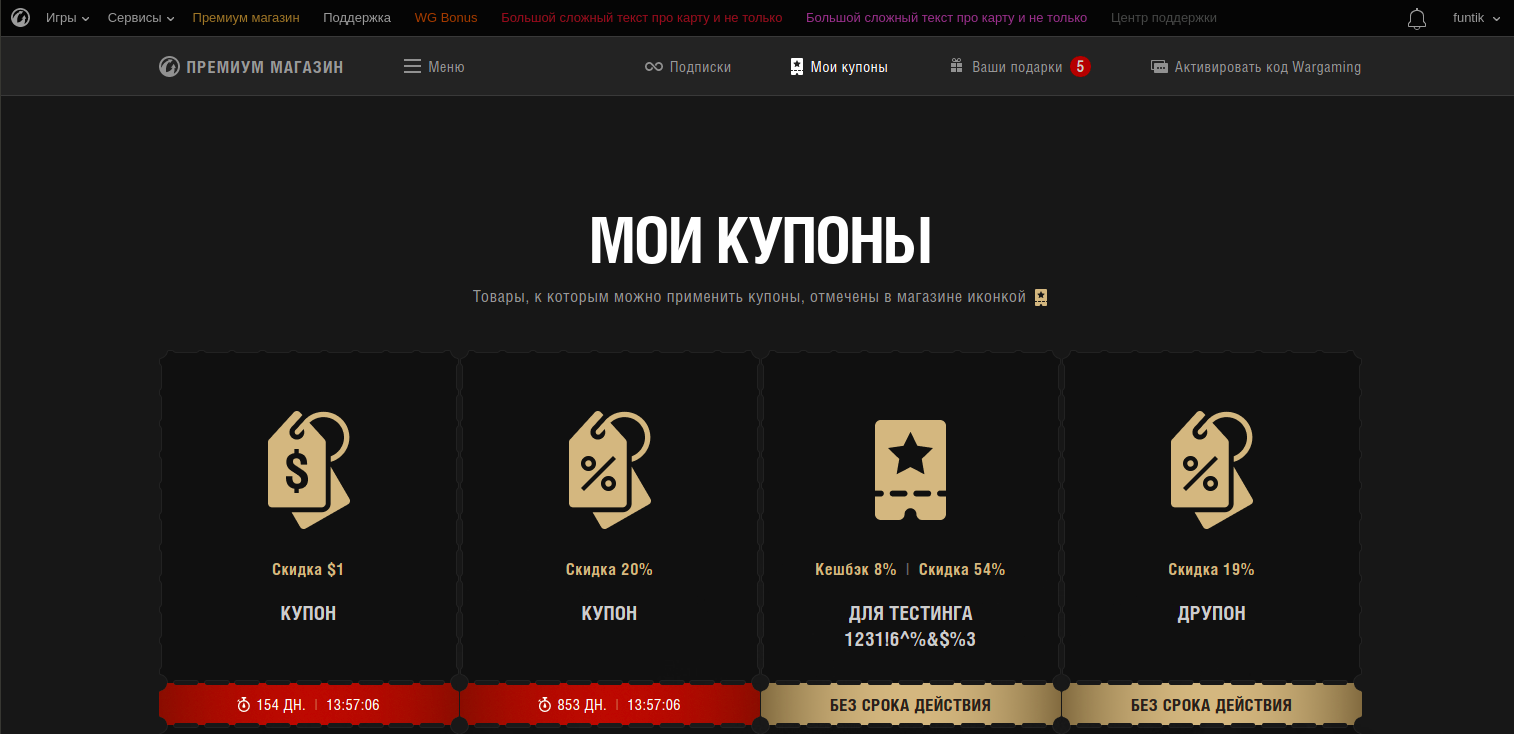 Игры Сервисы Премиум магазин Поддержка WG Bonus Большой сложный текст про карту и не только Большой сложный текст про карту и не только Центр поддержки funtik
ПРЕМИУМ МАГАЗИН Меню Подписки Мои купоны Ваши подарки 5 Активировать код Wargaming
МОИ КУПОНЫ
Товары, к которым можно применить купоны, отмечены в магазине иконкой
$ % %
Скидка $1 Скидка 20% Кешбэк 8% | Скидка 54% Скидка 19%
КУПОН КУПОН ДЛЯ ТЕСТИНГА ДРУПОН
1231!6^%&$%3
154 ДН. | 13:57:06 853 ДН. | 13:57:06 БЕЗ СРОКА ДЕЙСТВИЯ БЕЗ СРОКА ДЕЙСТВИЯ